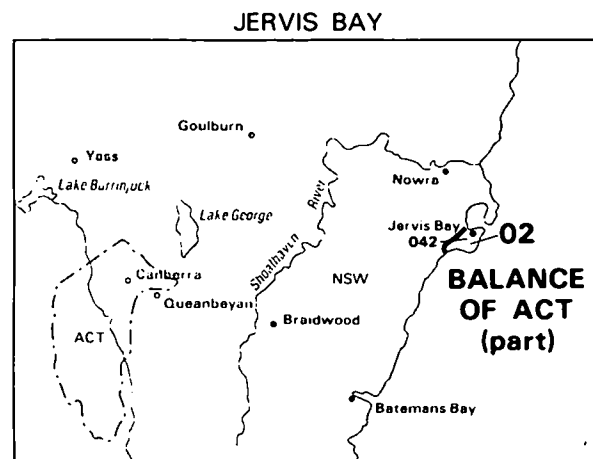 JERVIS BAY
Goulburn
Yass
Lake Burrinjuck
Nowra
Lake George
River
Shoalhaven
Jervis Bay
042
02
Canberra
NSW
BALANCE
OF ACT
(part)
Queanbeyan
Braidwood
ACT
Batemans Bay